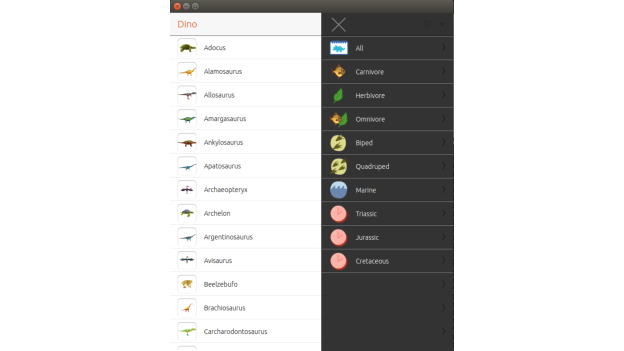 Dino
Adocus
Alamosaurus
Allosaurus
Amargasaurus
Ankylosaurus
Apatosaurus
Archaeopteryx
Archelon
Argentinosaurus
Avisaurus
Beelzebufo
Brachiosaurus
Carcharodontosaurus
All
Carnivore
Herbivore
Omnivore
Biped
Quadruped
Marine
Triassic
Jurassic
Cretaceous